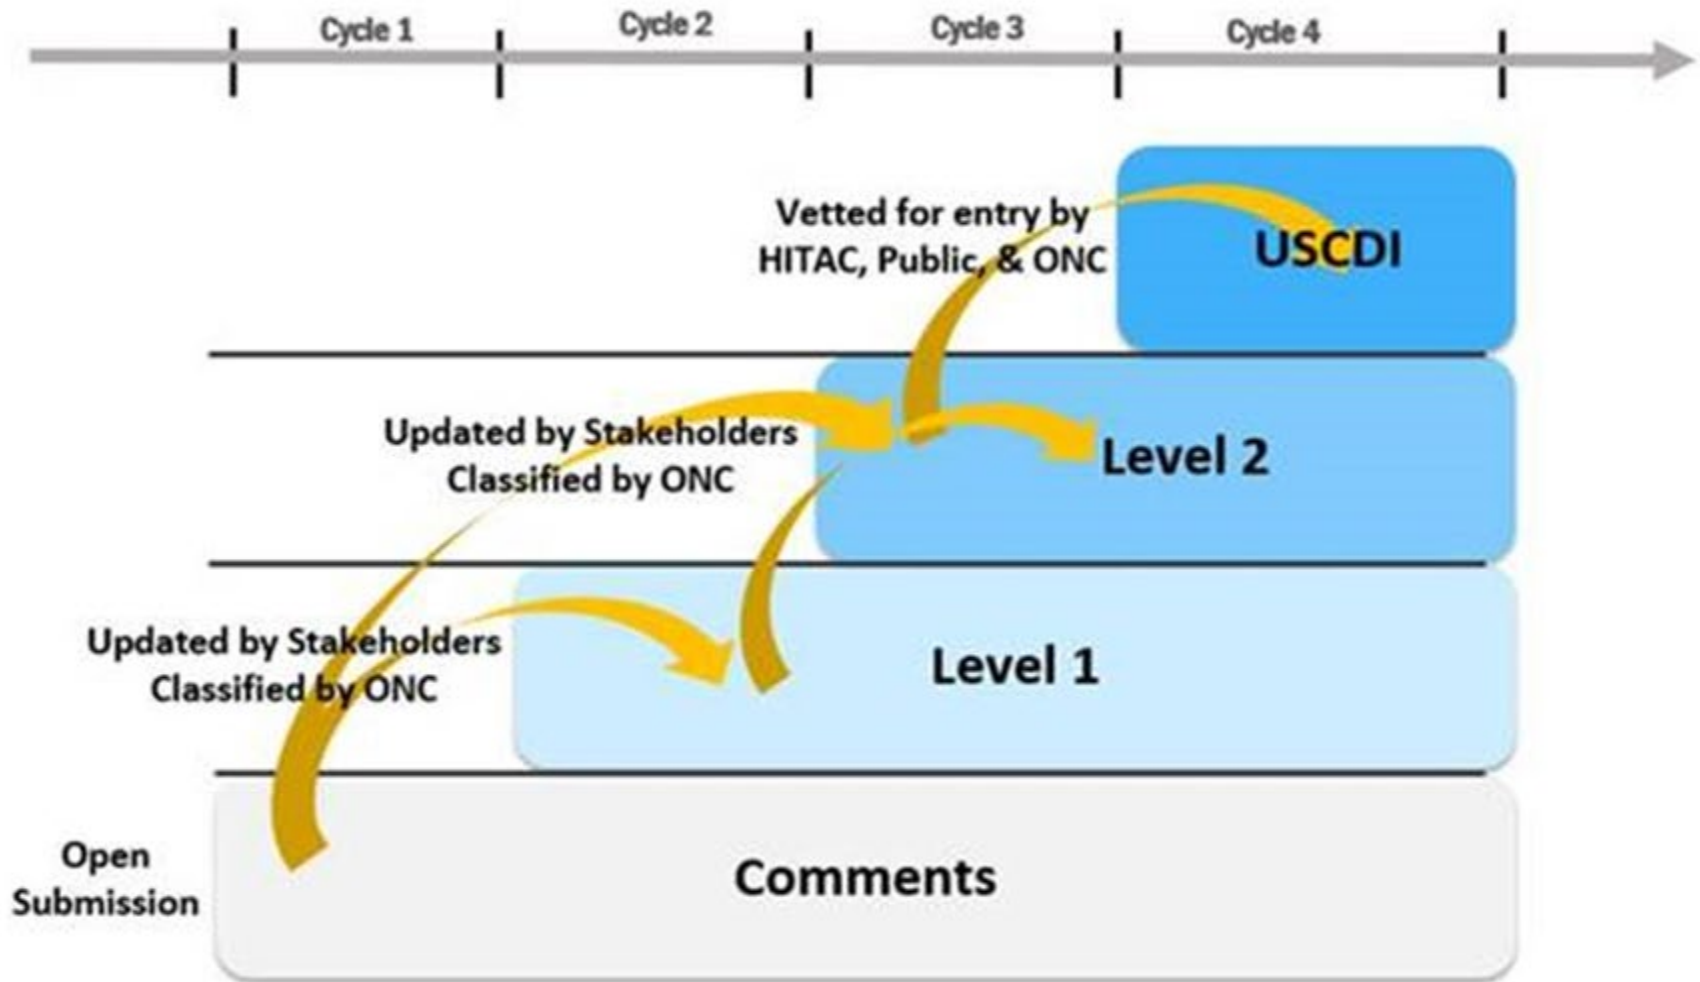 Cycle 1
Cycle 2
Cycle 3
Cycle 4
Vetted for entry by
HITAC, Public, & ONC
USCDI
Updated by Stakeholders
Classified by ONC
Level 2
Updated by Stakeholders
Classified by ONC
Level 1
Open
Submission
Comments